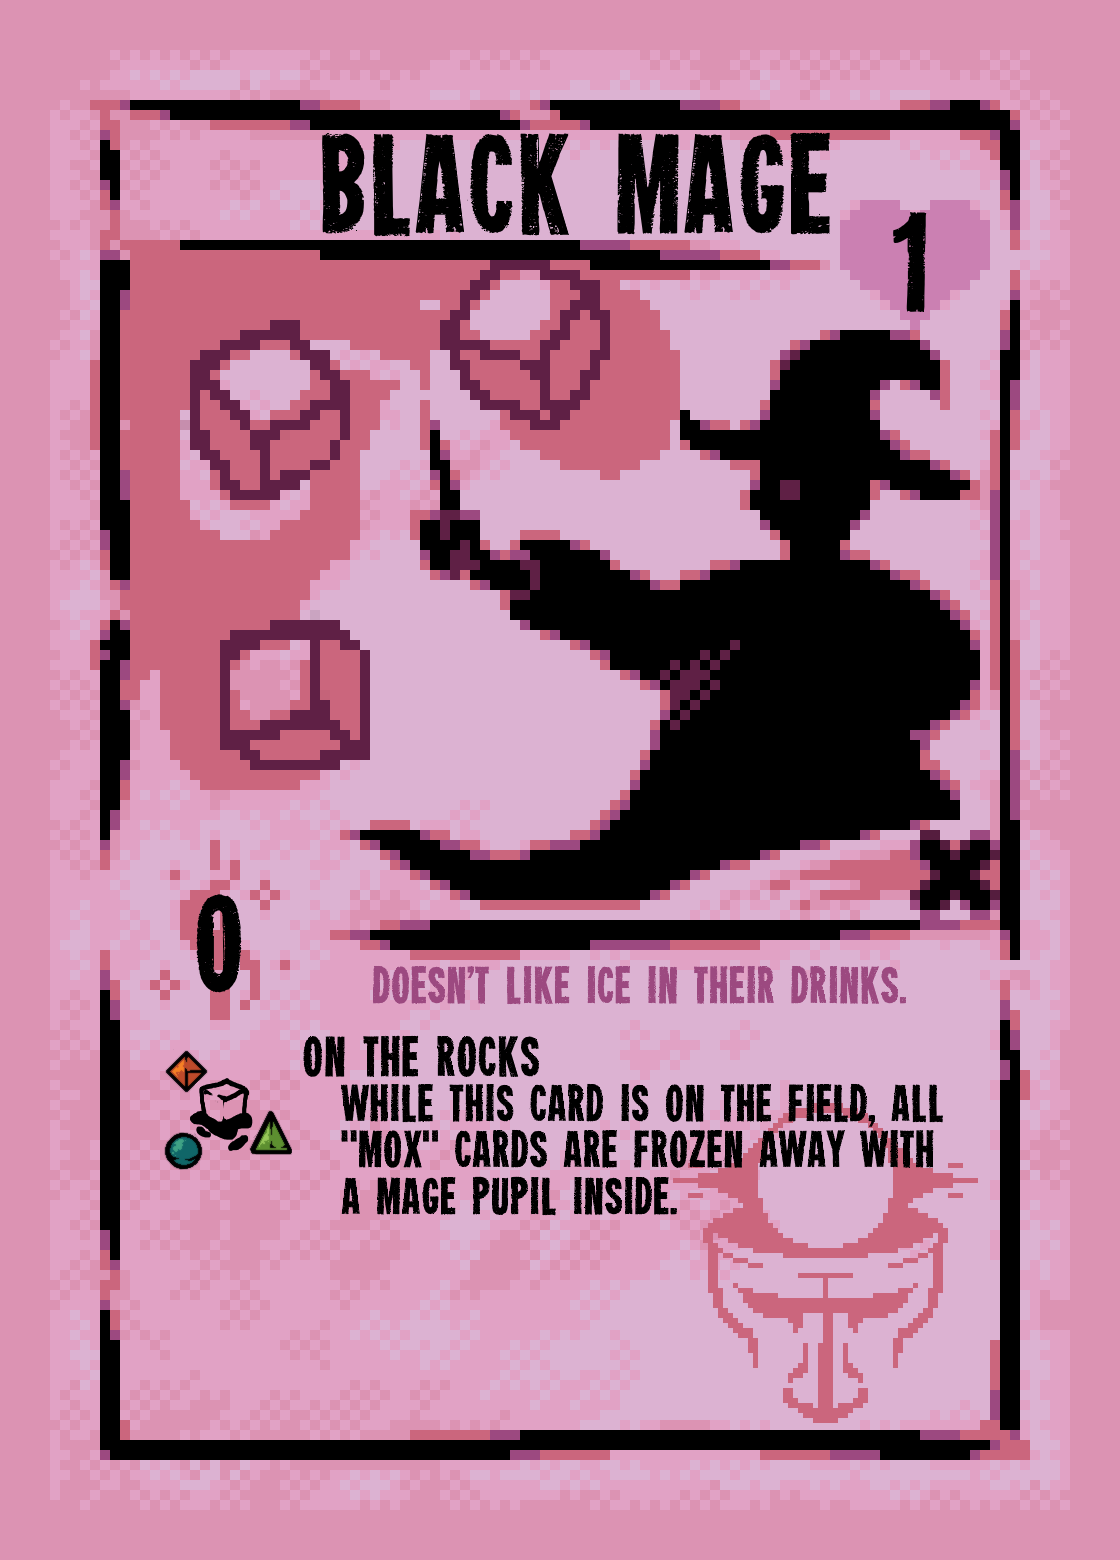 BLACK MAGE
1
0
DOESN'T LIKE ICE IN THEIR DRINKS.
ON THE ROCKS
WHILE THIS CARD IS ON THE FIELD, ALL
"MOX" CARDS ARE FROZEN AWAY WITH
A MAGE PUPIL INSIDE.